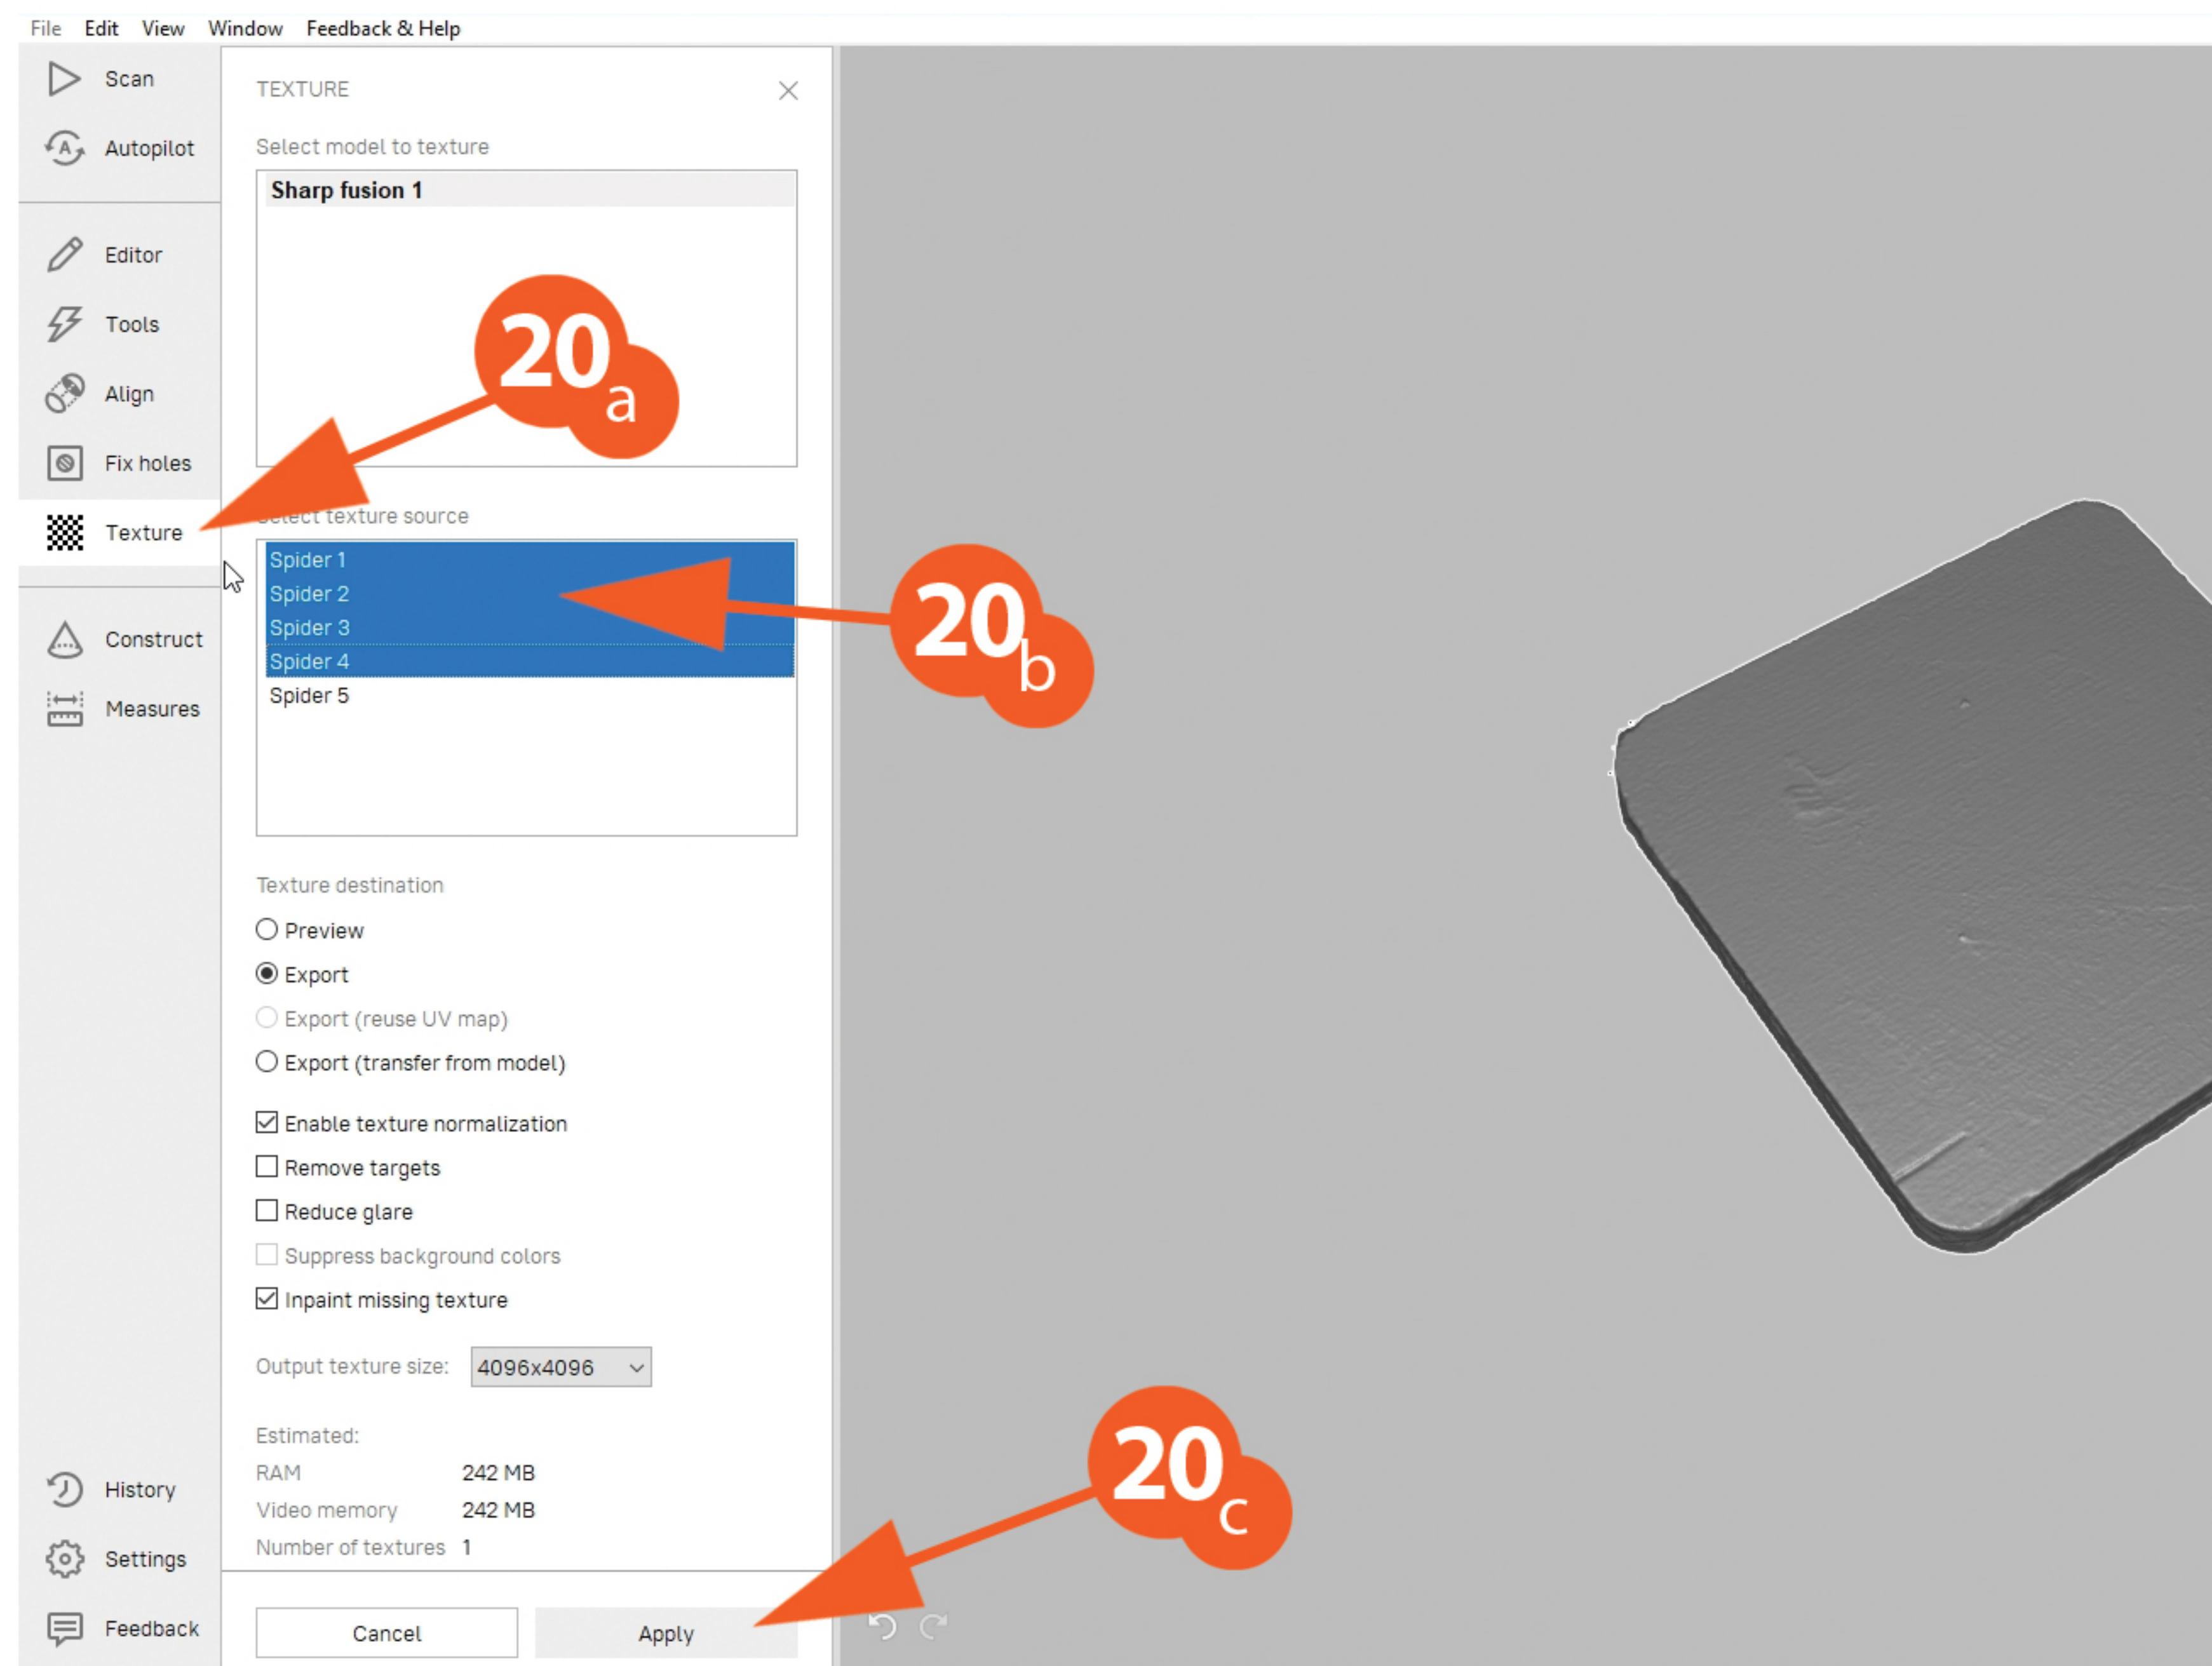 File Edit View Window Feedback & Help
Scan
Autopilot
Editor
Tools
Align
Fix holes
Texture
Construct
Measures
History
Settings
Feedback
TEXTURE
Select model to texture
Sharp fusion 1
20
a
Select texture source
Spider 1
Spider 2
Spider 3
Spider 4
Spider 5
20
b
Texture destination
Preview
Export
Export (reuse UV map)
Export (transfer from model)
Enable texture normalization
Remove targets
Reduce glare
Suppress background colors
Inpaint missing texture
Output texture size: 4096x4096
Estimated:
RAM 242 MB
Video memory 242 MB
Number of textures 1
20
c
Cancel Apply